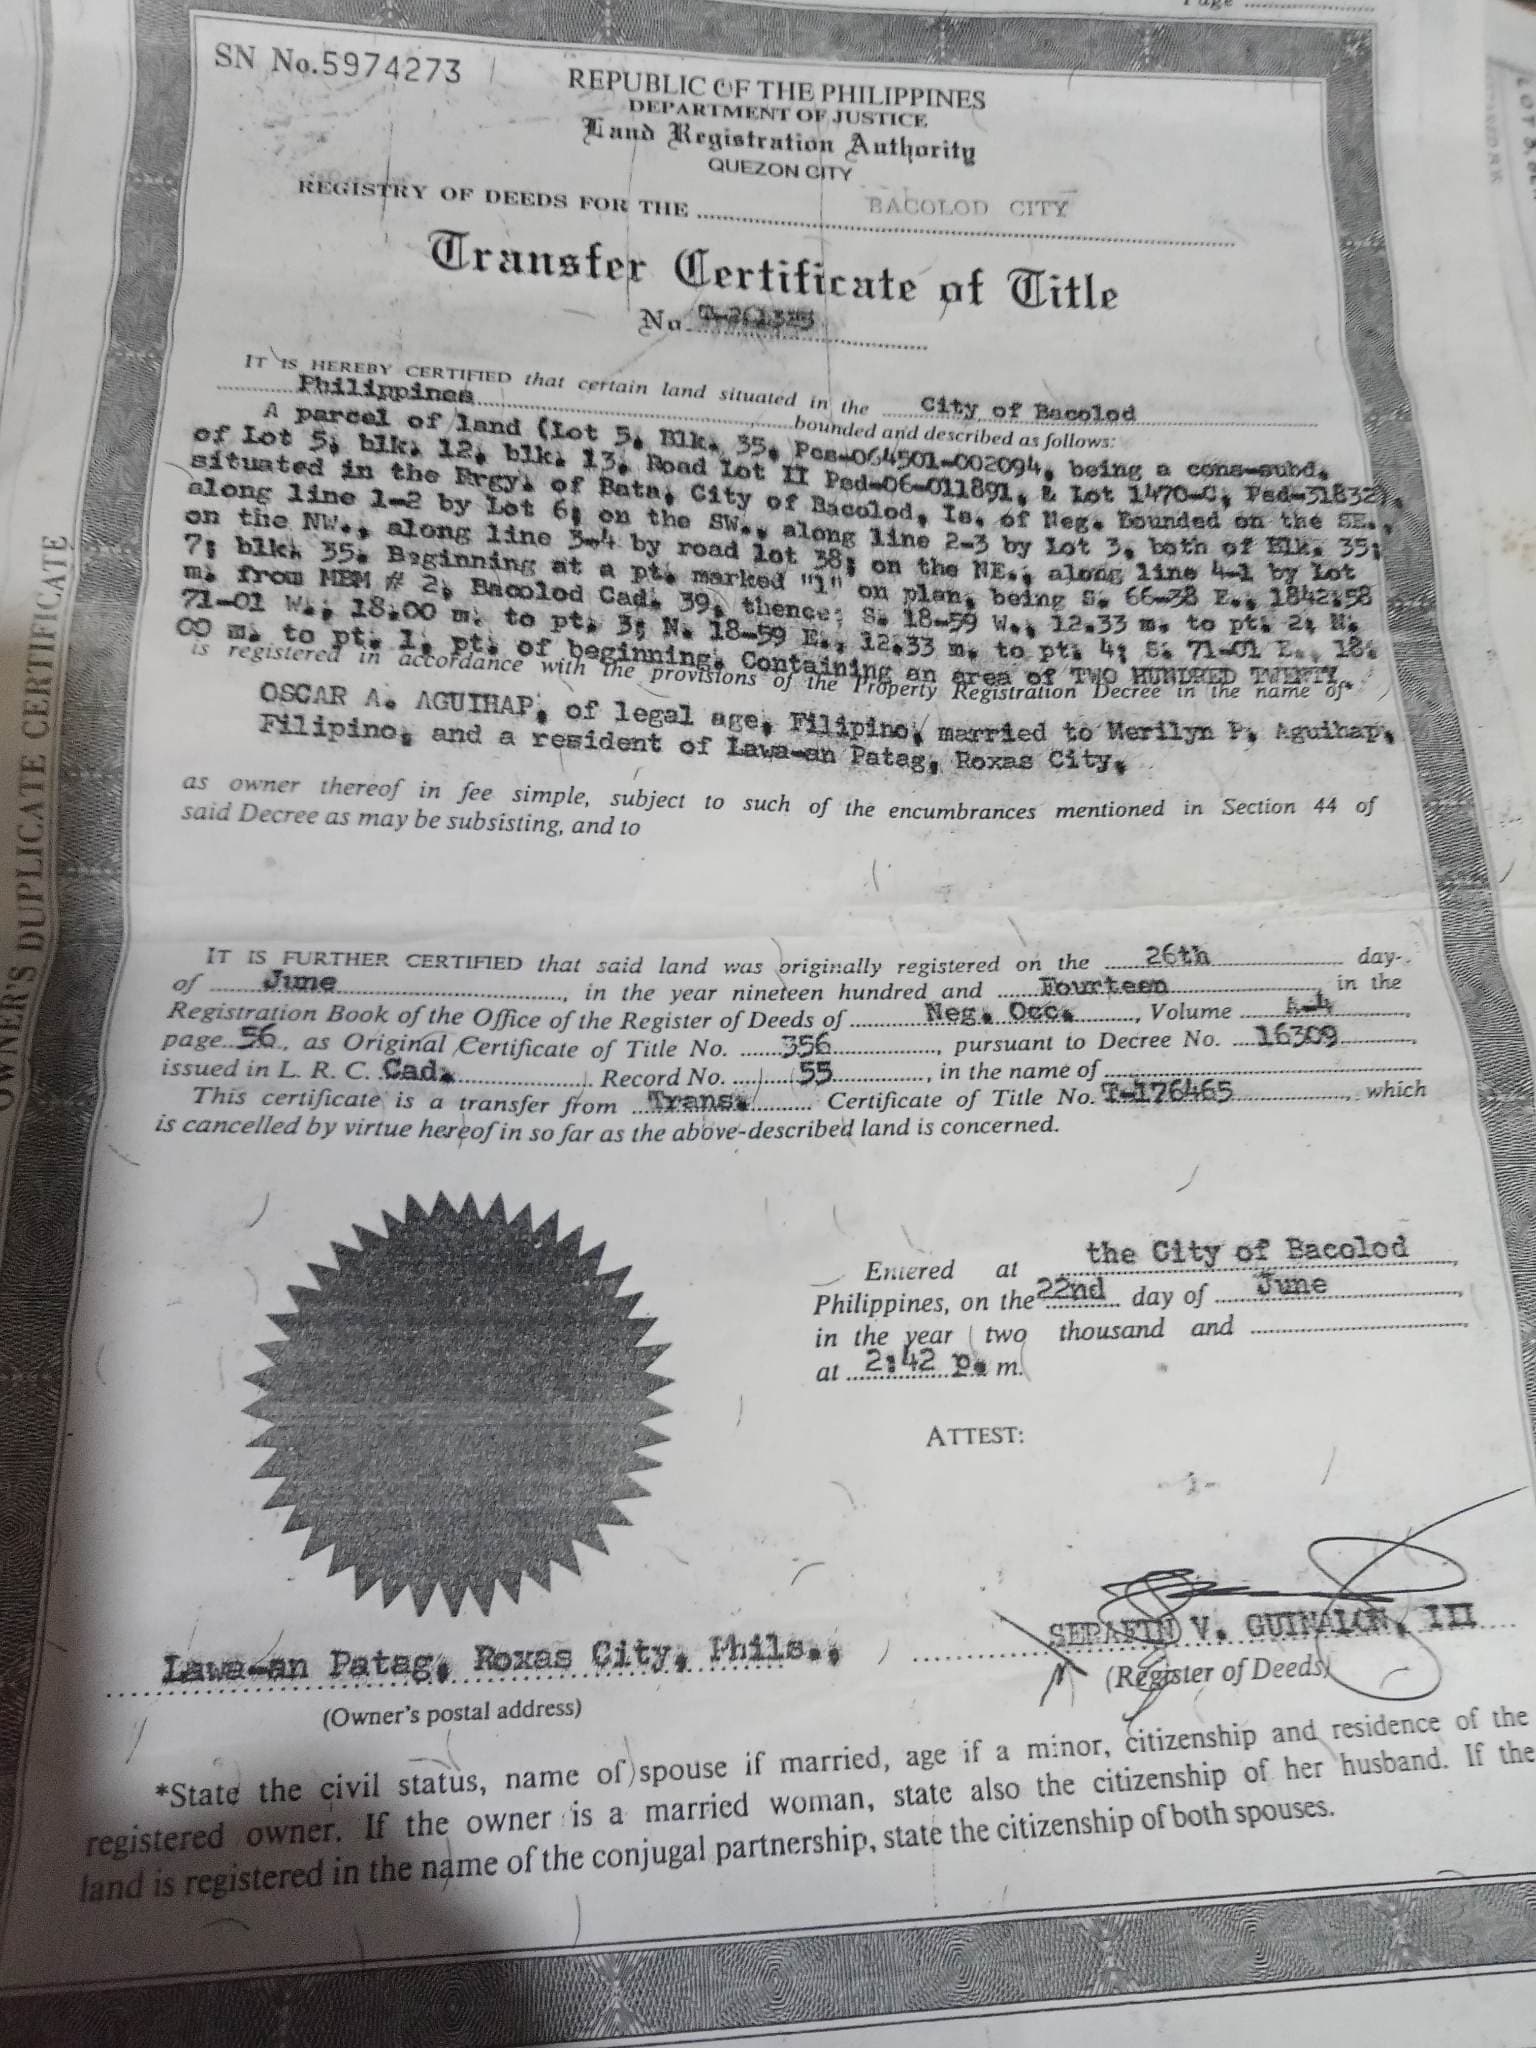 Page
SN No.5974273
REPUBLIC OF THE PHILIPPINES
DEPARTMENT OF JUSTICE
Land Registration Authority
QUEZON CITY
REGISTRY OF DEEDS FOR THE BACOLOD CITY
Transfer Certificate of Title
No.
IT IS HEREBY CERTIFIED that certain land situated in the City of Bacolod
Philippines bounded and described as follows:
A parcel of land (Lot 5, Blk. 35, Pcs-064501-002094, being a cons-subd.
of Lot 5, blk. 12, blk. 13, Road Lot II Psd-06-011891, & Lot 1470-C, Psd-31832),
situated in the Brgy. of Bata, City of Bacolod, Is. of Neg. Bounded on the SE.,
along line 1-2 by Lot 6; on the SW., along line 2-3 by Lot 3, both of Blk. 35;
on the NW., along line 3-4 by road lot 38; on the NE., along line 4-1 by Lot
7; blk. 35. Beginning at a pt. marked "1" on plan, being S. 66-38 E., 1842.58
m. from MBM # 2, Bacolod Cad. 39, thence; S. 18-59 W., 12.33 m. to pt. 2; N.
71-01 W., 18.00 m. to pt. 3; N. 18-59 E., 12.33 m. to pt. 4; S. 71-01 E., 18.
00 m. to pt. 1, pt. of beginning. Containing an area of TWO HUNDRED TWENTY
is registered in accordance with the provisions of the Property Registration Decree in the name of*
OSCAR A. AGUIHAP, of legal age, Filipino, married to Merilyn P. Aguihap,
Filipino, and a resident of Lawa-an Patag, Roxas City,
as owner thereof in fee simple, subject to such of the encumbrances mentioned in Section 44 of
said Decree as may be subsisting, and to
IT IS FURTHER CERTIFIED that said land was originally registered on the 26th day
of June, in the year nineteen hundred and Fourteen in the
Registration Book of the Office of the Register of Deeds of Neg. Occ., Volume A-4,
page 56, as Original Certificate of Title No. 356, pursuant to Decree No. 16309,
issued in L. R. C. Cad. Record No. 55, in the name of
This certificate is a transfer from Trans. Certificate of Title No. T-176465, which
is cancelled by virtue hereof in so far as the above-described land is concerned.
Entered at the City of Bacolod,
Philippines, on the 22nd day of June,
in the year two thousand and
at 2:42 p. m.
ATTEST:
SERAFIN V. GUINALON, III
(Register of Deeds)
Lawa-an Patag, Roxas City, Phils.,
(Owner's postal address)
*State the civil status, name of spouse if married, age if a minor, citizenship and residence of the
registered owner. If the owner is a married woman, state also the citizenship of her husband. If the
land is registered in the name of the conjugal partnership, state the citizenship of both spouses.
OWNER'S DUPLICATE CERTIFICATE